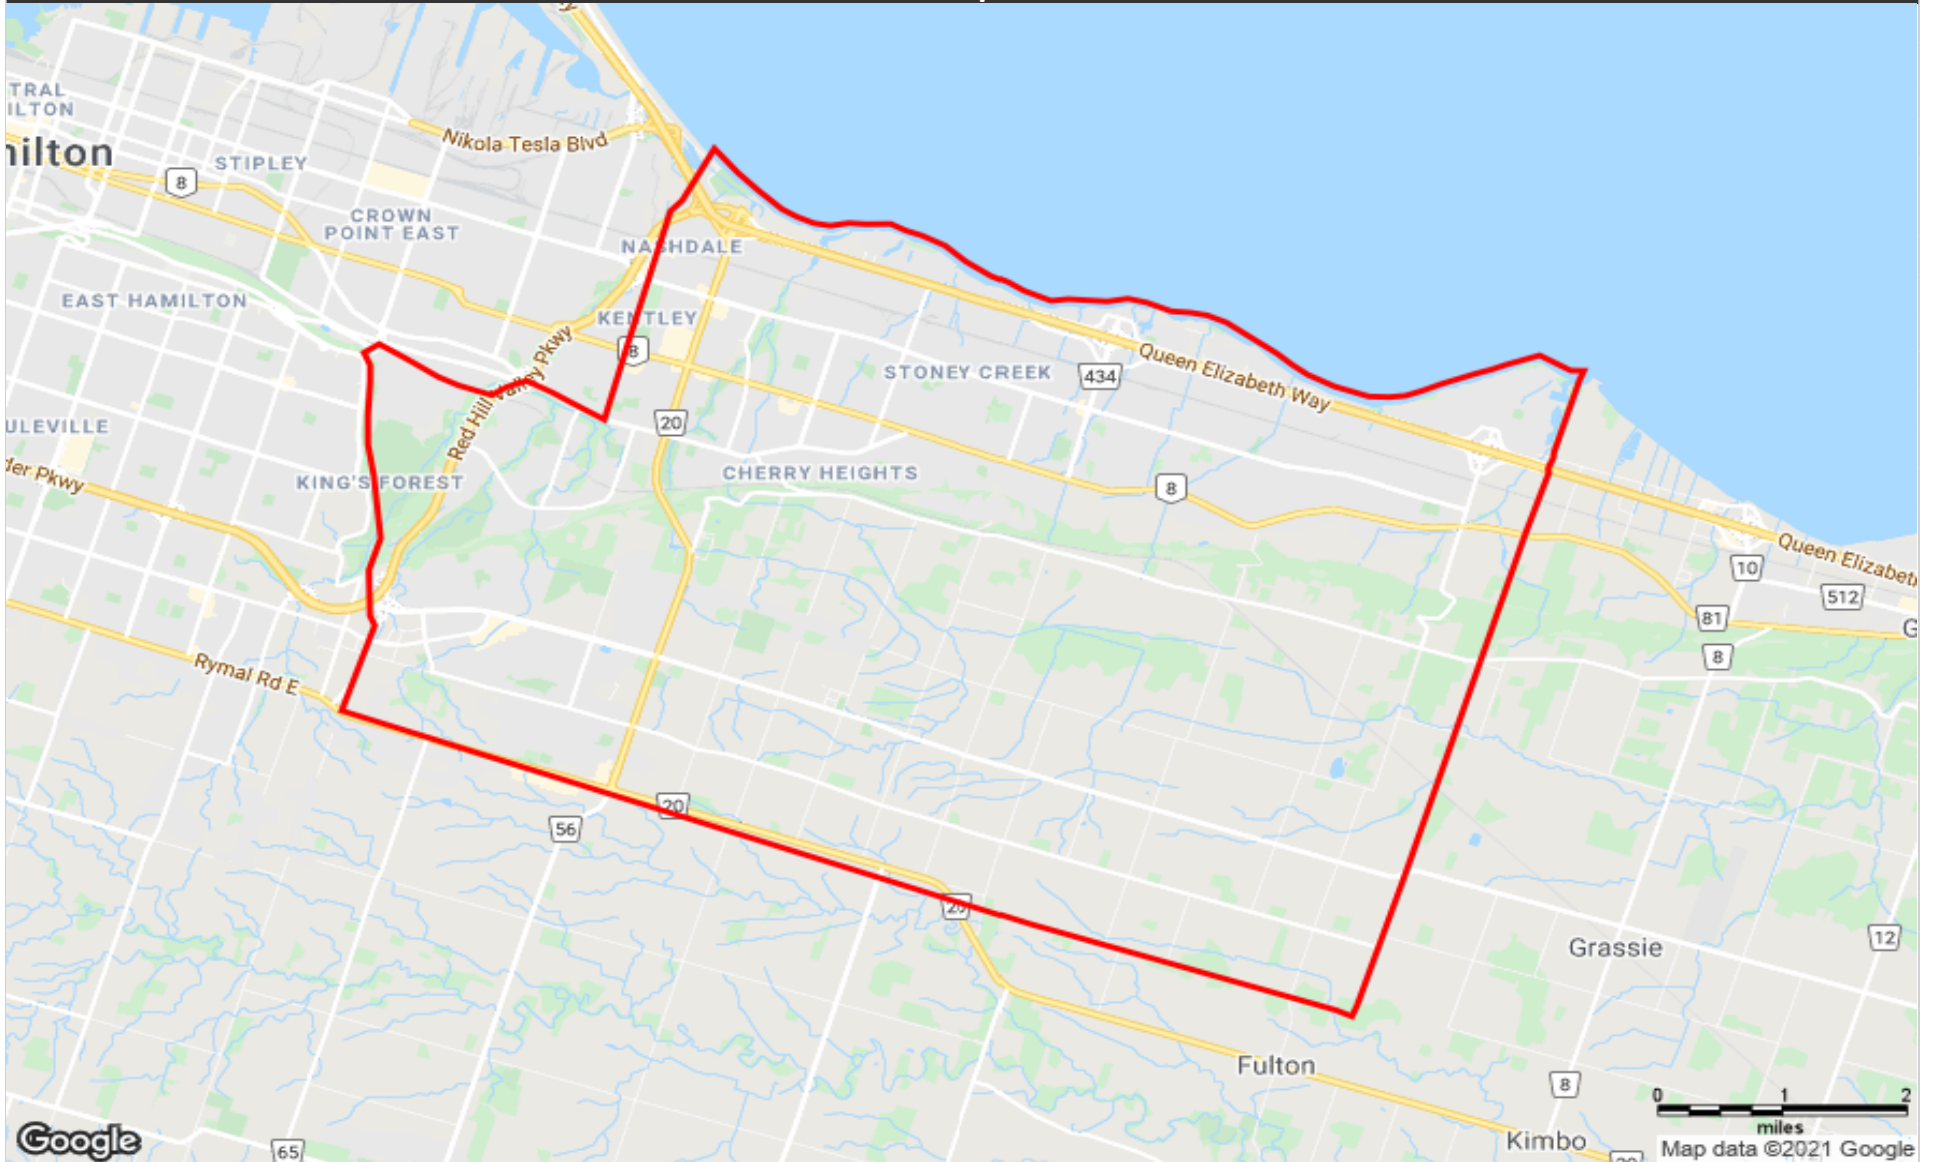 TRAL
ILTON
nilton
8
STIPLEY
Nikola Tesla Blvd
CROWN
POINT EAST
NASHDALE
EAST HAMILTON
KENTLEY
8
Red Hill Valley Pkwy
STONEY CREEK
434
Queen Elizabeth Way
20
ULEVILLE
der Pkwy
KING'S FOREST
CHERRY HEIGHTS
8
Queen Elizabeth
10
512
81
G
8
Rymal Rd E
20
56
20
Grassie
12
Fulton
8
0 1 2
miles
Kimbo
65
Google
Map data ©2021 Google